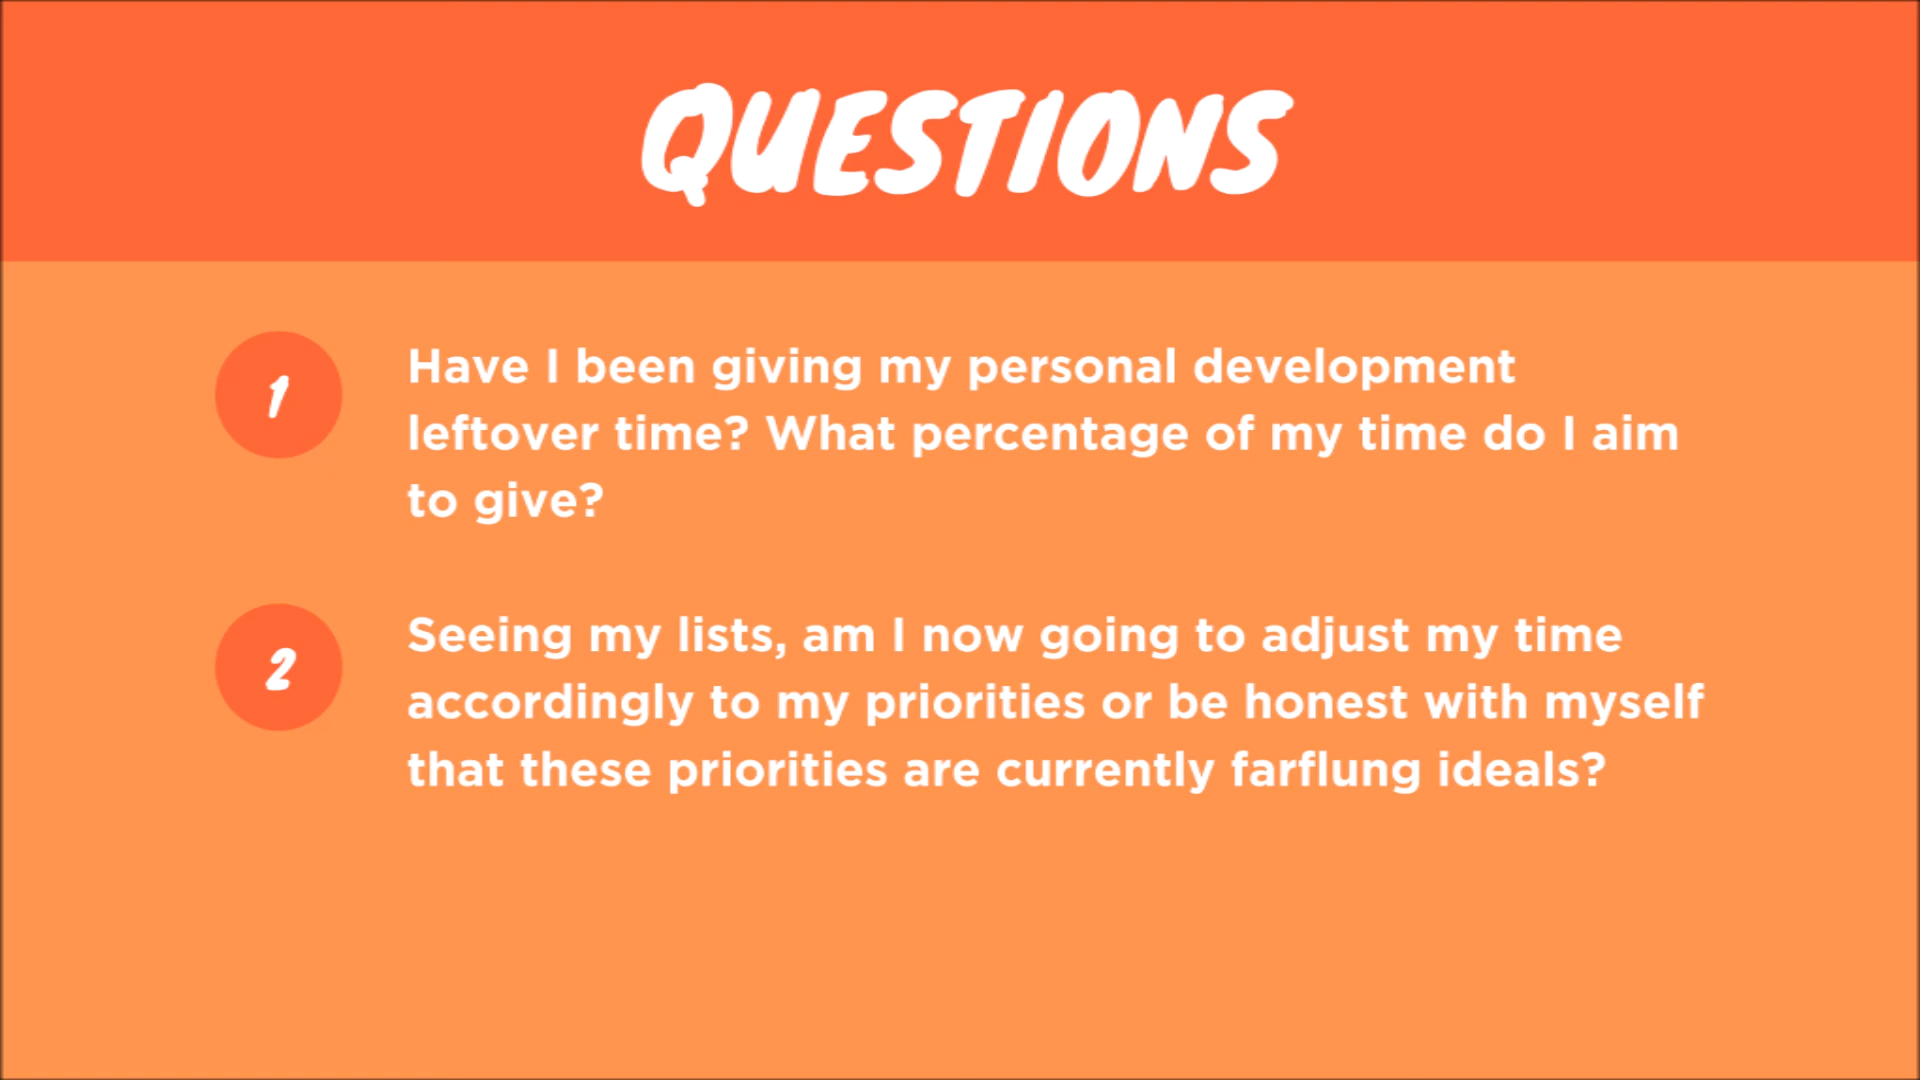 QUESTIONS
1
Have I been giving my personal development
leftover time? What percentage of my time do I aim
to give?
2
Seeing my lists, am I now going to adjust my time
accordingly to my priorities or be honest with myself
that these priorities are currently farflung ideals?